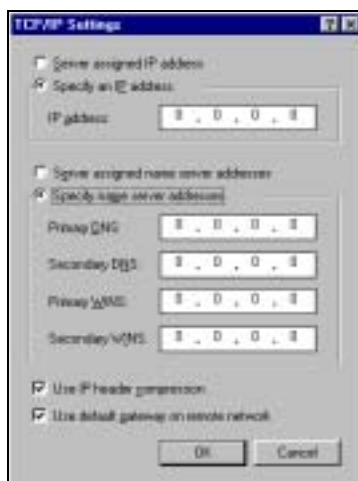 TCP/IP Settings
Server assigned IP address
Specify an IP address
IP address:
0 . 0 . 0 . 0
Server assigned name server addresses
Specify name server addresses
Primary DNS:
0 . 0 . 0 . 0
Secondary DNS:
0 . 0 . 0 . 0
Primary WINS:
0 . 0 . 0 . 0
Secondary WINS:
0 . 0 . 0 . 0
Use IP header compression
Use default gateway on remote network
OK
Cancel